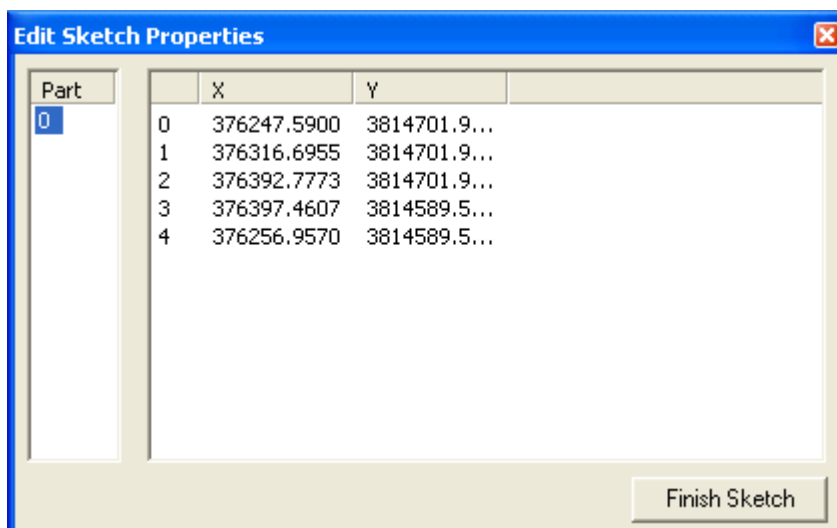 Edit Sketch Properties
Part
0
X Y
0 376247.5900 3814701.9...
1 376316.6955 3814701.9...
2 376392.7773 3814701.9...
3 376397.4607 3814589.5...
4 376256.9570 3814589.5...
Finish Sketch